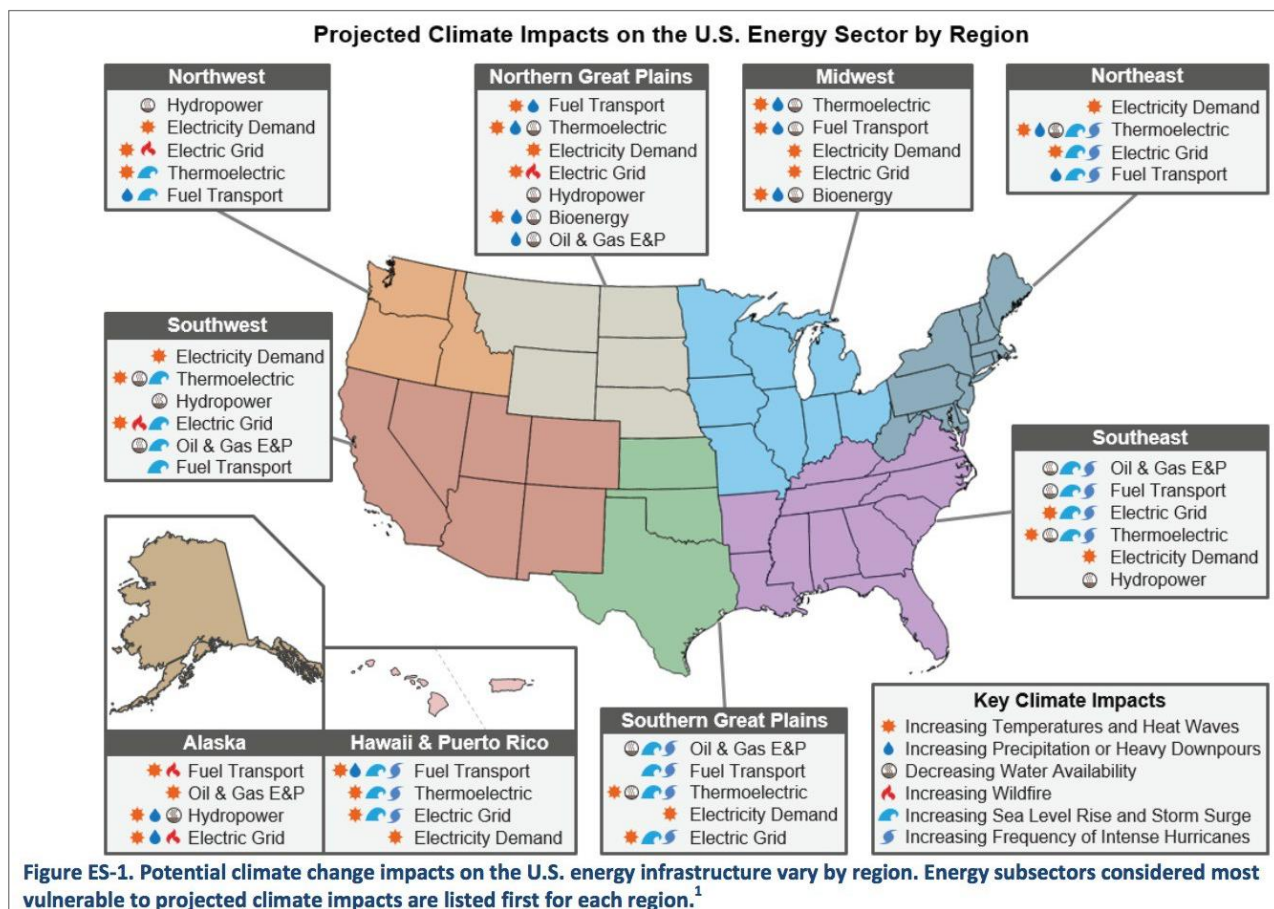 Projected Climate Impacts on the U.S. Energy Sector by Region
Northwest
Hydropower
Electricity Demand
Electric Grid
Thermoelectric
Fuel Transport
Northern Great Plains
Fuel Transport
Thermoelectric
Electricity Demand
Electric Grid
Hydropower
Bioenergy
Oil & Gas E&P
Midwest
Thermoelectric
Fuel Transport
Electricity Demand
Electric Grid
Bioenergy
Northeast
Electricity Demand
Thermoelectric
Electric Grid
Fuel Transport
Southwest
Electricity Demand
Thermoelectric
Hydropower
Electric Grid
Oil & Gas E&P
Fuel Transport
Southeast
Oil & Gas E&P
Fuel Transport
Electric Grid
Thermoelectric
Electricity Demand
Hydropower
Alaska
Fuel Transport
Oil & Gas E&P
Hydropower
Electric Grid
Hawaii & Puerto Rico
Fuel Transport
Thermoelectric
Electric Grid
Electricity Demand
Southern Great Plains
Oil & Gas E&P
Fuel Transport
Thermoelectric
Electricity Demand
Electric Grid
Key Climate Impacts
Increasing Temperatures and Heat Waves
Increasing Precipitation or Heavy Downpours
Decreasing Water Availability
Increasing Wildfire
Increasing Sea Level Rise and Storm Surge
Increasing Frequency of Intense Hurricanes
Figure ES-1. Potential climate change impacts on the U.S. energy infrastructure vary by region. Energy subsectors considered most
vulnerable to projected climate impacts are listed first for each region.1